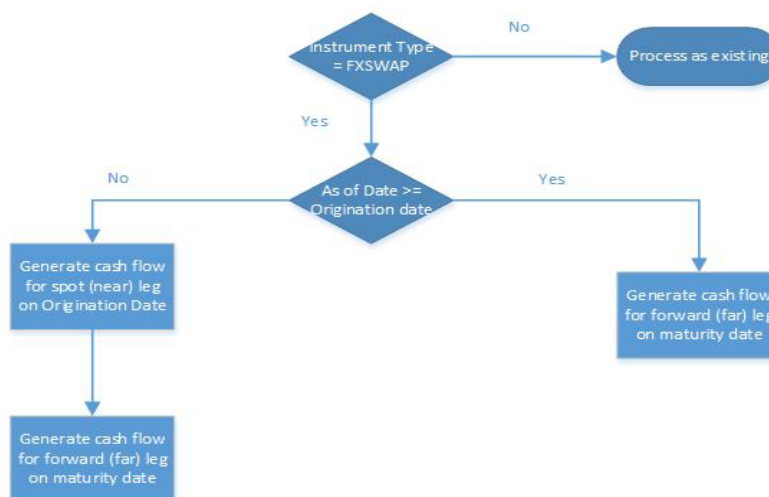 Instrument Type
= FXSWAP
No
Process as existing
Yes
No
As of Date >=
Origination date
Yes
Generate cash flow
for spot (near) leg
on Origination Date
Generate cash flow
for forward (far) leg
on maturity date
Generate cash flow
for forward (far) leg
on maturity date